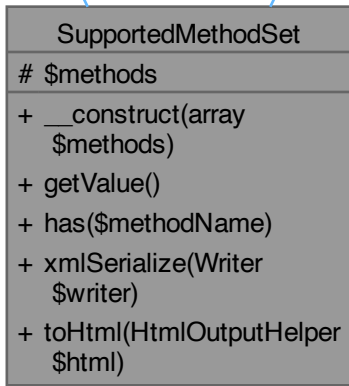 SupportedMethodSet
# $methods
+ __construct(array
$methods)
+ getValue()
+ has($methodName)
+ xmlSerialize(Writer
$writer)
+ toHtml(HtmlOutputHelper
$html)